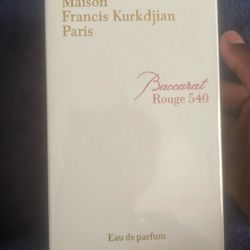 Maison
Francis Kurkdjian
Paris
Baccarat
Rouge 540
Eau de parfum